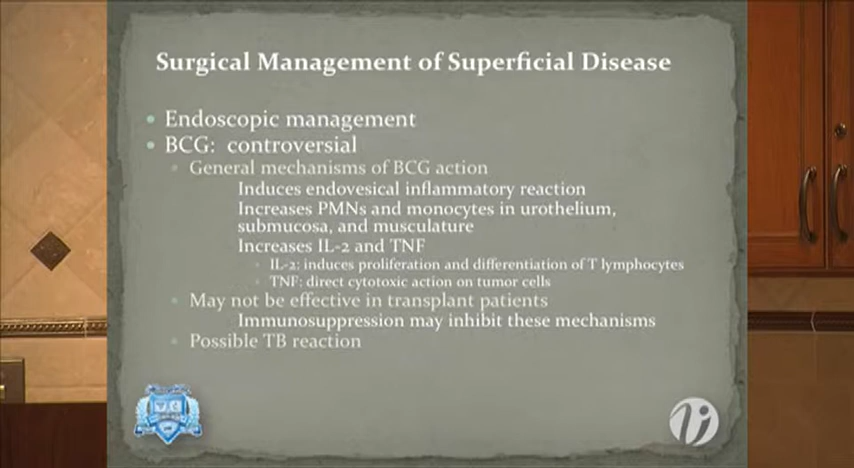 Surgical Management of Superficial Disease
Endoscopic management
BCG: controversial
General mechanisms of BCG action
Induces endovesical inflammatory reaction
Increases PMNs and monocytes in urothelium,
submucosa, and musculature
Increases IL-2 and TNF
IL-2: induces proliferation and differentiation of T lymphocytes
TNF: direct cytotoxic action on tumor cells
May not be effective in transplant patients
Immunosuppression may inhibit these mechanisms
Possible TB reaction